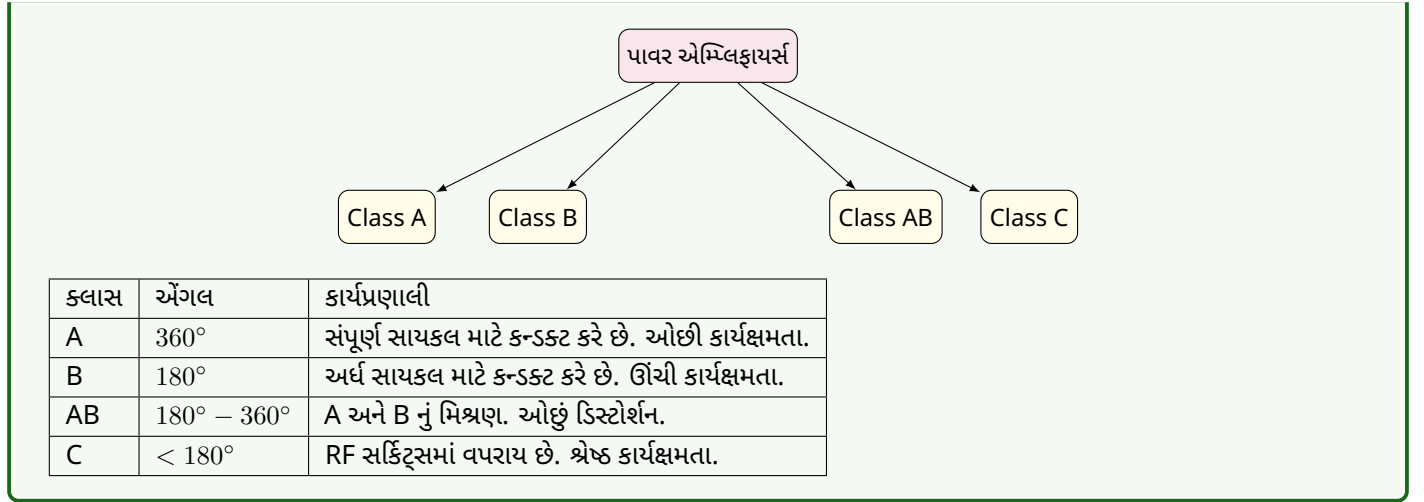 પાવર એમ્પ્લિફાયર્સ
Class A Class B Class AB Class C
ક્લાસ એંગલ કાર્યપ્રણાલી
A 360° સંપૂર્ણ સાયકલ માટે કન્ડક્ટ કરે છે. ઓછી કાર્યક્ષમતા.
B 180° અર્ધ સાયકલ માટે કન્ડક્ટ કરે છે. ઊંચી કાર્યક્ષમતા.
AB 180° − 360° A અને B નું મિશ્રણ. ઓછું ડિસ્ટોર્શન.
C < 180° RF સર્કિટ્સમાં વપરાય છે. શ્રેષ્ઠ કાર્યક્ષમતા.